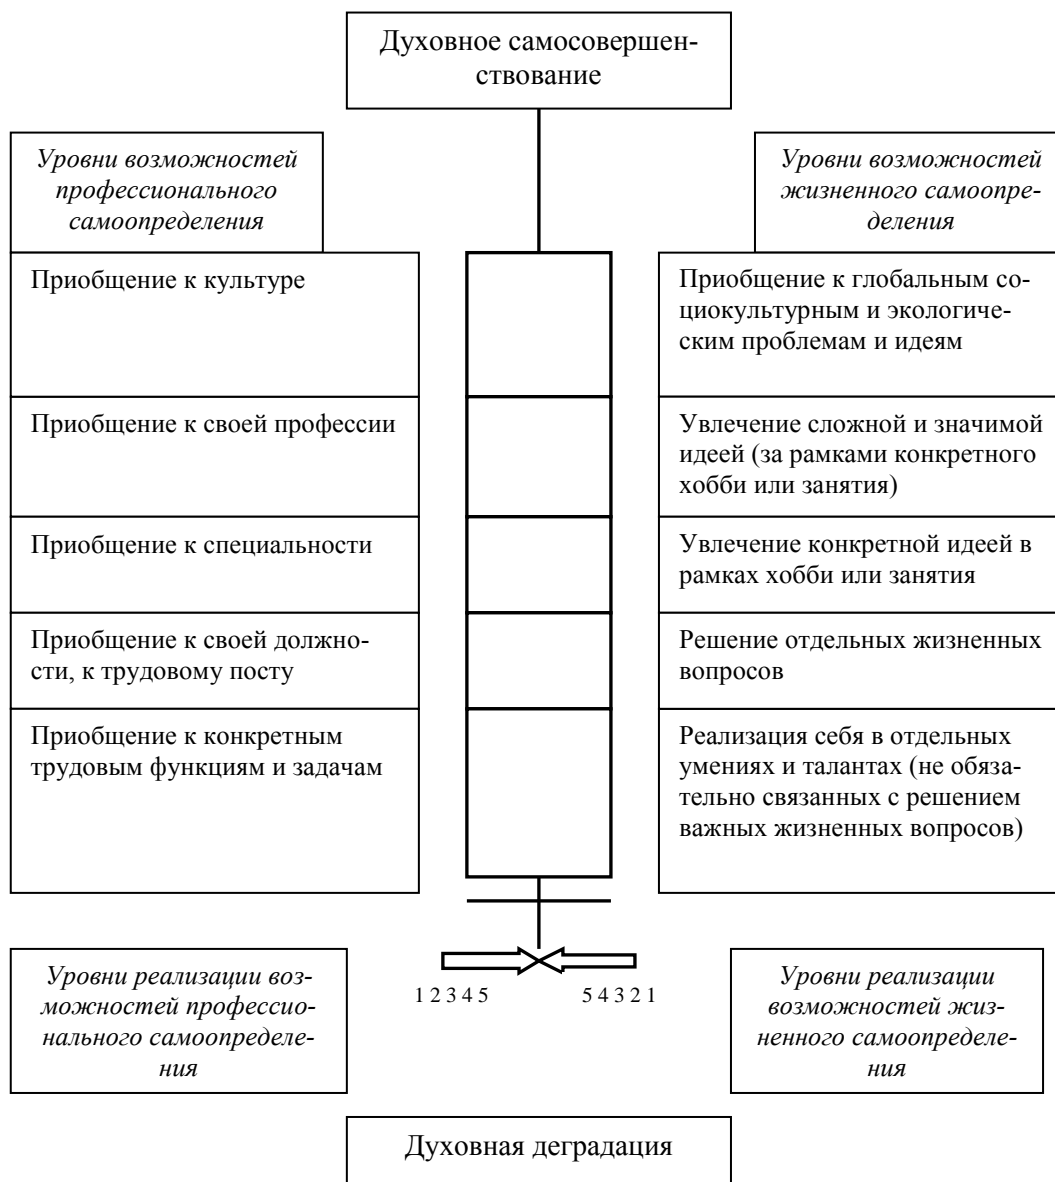 Духовное самосовершен-
ствование
Уровни возможностей
профессионального
самоопределения
Уровни возможностей
жизненного самоопре-
деления
Приобщение к культуре
Приобщение к глобальным со-
циокультурным и экологиче-
ским проблемам и идеям
Приобщение к своей профессии
Увлечение сложной и значимой
идеей (за рамками конкретного
хобби или занятия)
Приобщение к специальности
Увлечение конкретной идеей в
рамках хобби или занятия
Приобщение к своей должно-
сти, к трудовому посту
Решение отдельных жизненных
вопросов
Приобщение к конкретным
трудовым функциям и задачам
Реализация себя в отдельных
умениях и талантах (не обяза-
тельно связанных с решением
важных жизненных вопросов)
1 2 3 4 5
5 4 3 2 1
Уровни реализации воз-
можностей профессио-
нального самоопределе-
ния
Уровни реализации
возможностей жиз-
ненного самоопределе-
ния
Духовная деградация